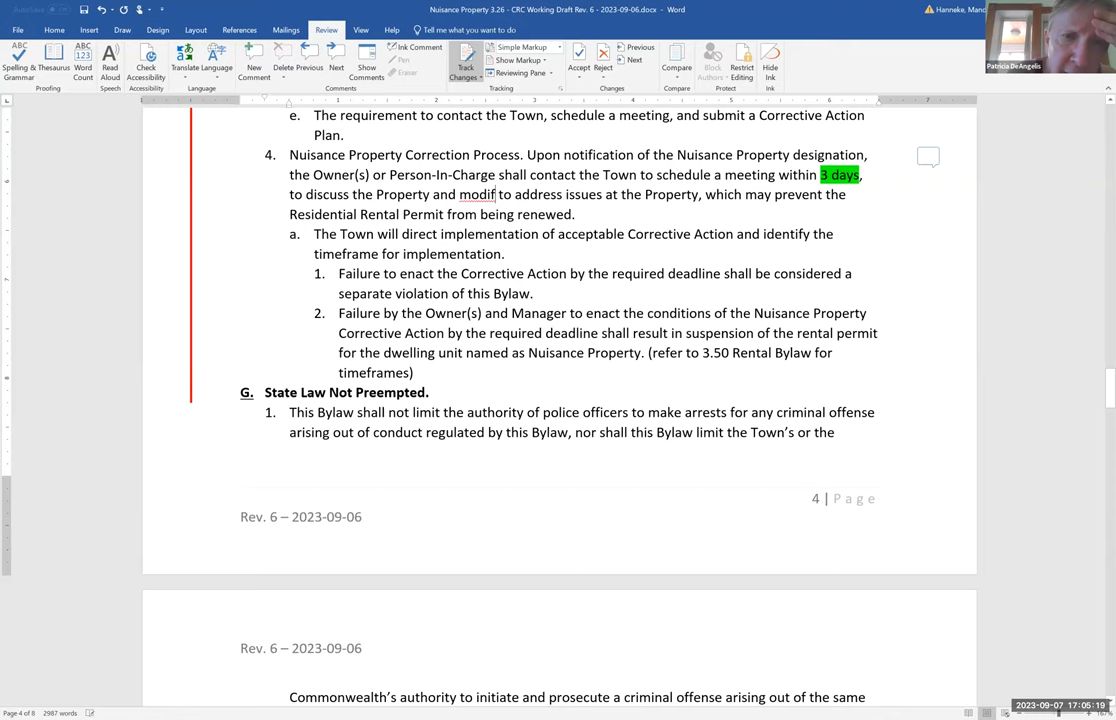 AutoSave Off
Nuisance Property 3.26 - CRC Working Draft Rev. 6 - 2023-09-06.docx - Word
Hanneke, Mand
File Home Insert Draw Design Layout References Mailings Review View Help Tell me what you want to do
Spelling & Grammar
Thesaurus
Word Count
Proofing
Read Aloud
Speech
Check Accessibility
Accessibility
Translate
Language
Language
New Comment
Delete
Previous
Next
Show Comments
Ink Comment
Pen
Eraser
Comments
Track Changes
Simple Markup
Show Markup
Reviewing Pane
Tracking
Accept
Reject
Previous
Next
Changes
Compare
Compare
Block Authors
Restrict Editing
Protect
Hide Ink
Ink
Patricia DeAngelis
1 2 3 4 5 6 7
e. The requirement to contact the Town, schedule a meeting, and submit a Corrective Action
Plan.
4. Nuisance Property Correction Process. Upon notification of the Nuisance Property designation,
the Owner(s) or Person-In-Charge shall contact the Town to schedule a meeting within 3 days,
to discuss the Property and modif to address issues at the Property, which may prevent the
Residential Rental Permit from being renewed.
a. The Town will direct implementation of acceptable Corrective Action and identify the
timeframe for implementation.
1. Failure to enact the Corrective Action by the required deadline shall be considered a
separate violation of this Bylaw.
2. Failure by the Owner(s) and Manager to enact the conditions of the Nuisance Property
Corrective Action by the required deadline shall result in suspension of the rental permit
for the dwelling unit named as Nuisance Property. (refer to 3.50 Rental Bylaw for
timeframes)
G. State Law Not Preempted.
1. This Bylaw shall not limit the authority of police officers to make arrests for any criminal offense
arising out of conduct regulated by this Bylaw, nor shall this Bylaw limit the Town's or the
4 | Page
Rev. 6 – 2023-09-06
Rev. 6 – 2023-09-06
Commonwealth's authority to initiate and prosecute a criminal offense arising out of the same
Page 4 of 8 2987 words
2023-09-07 17:05:19